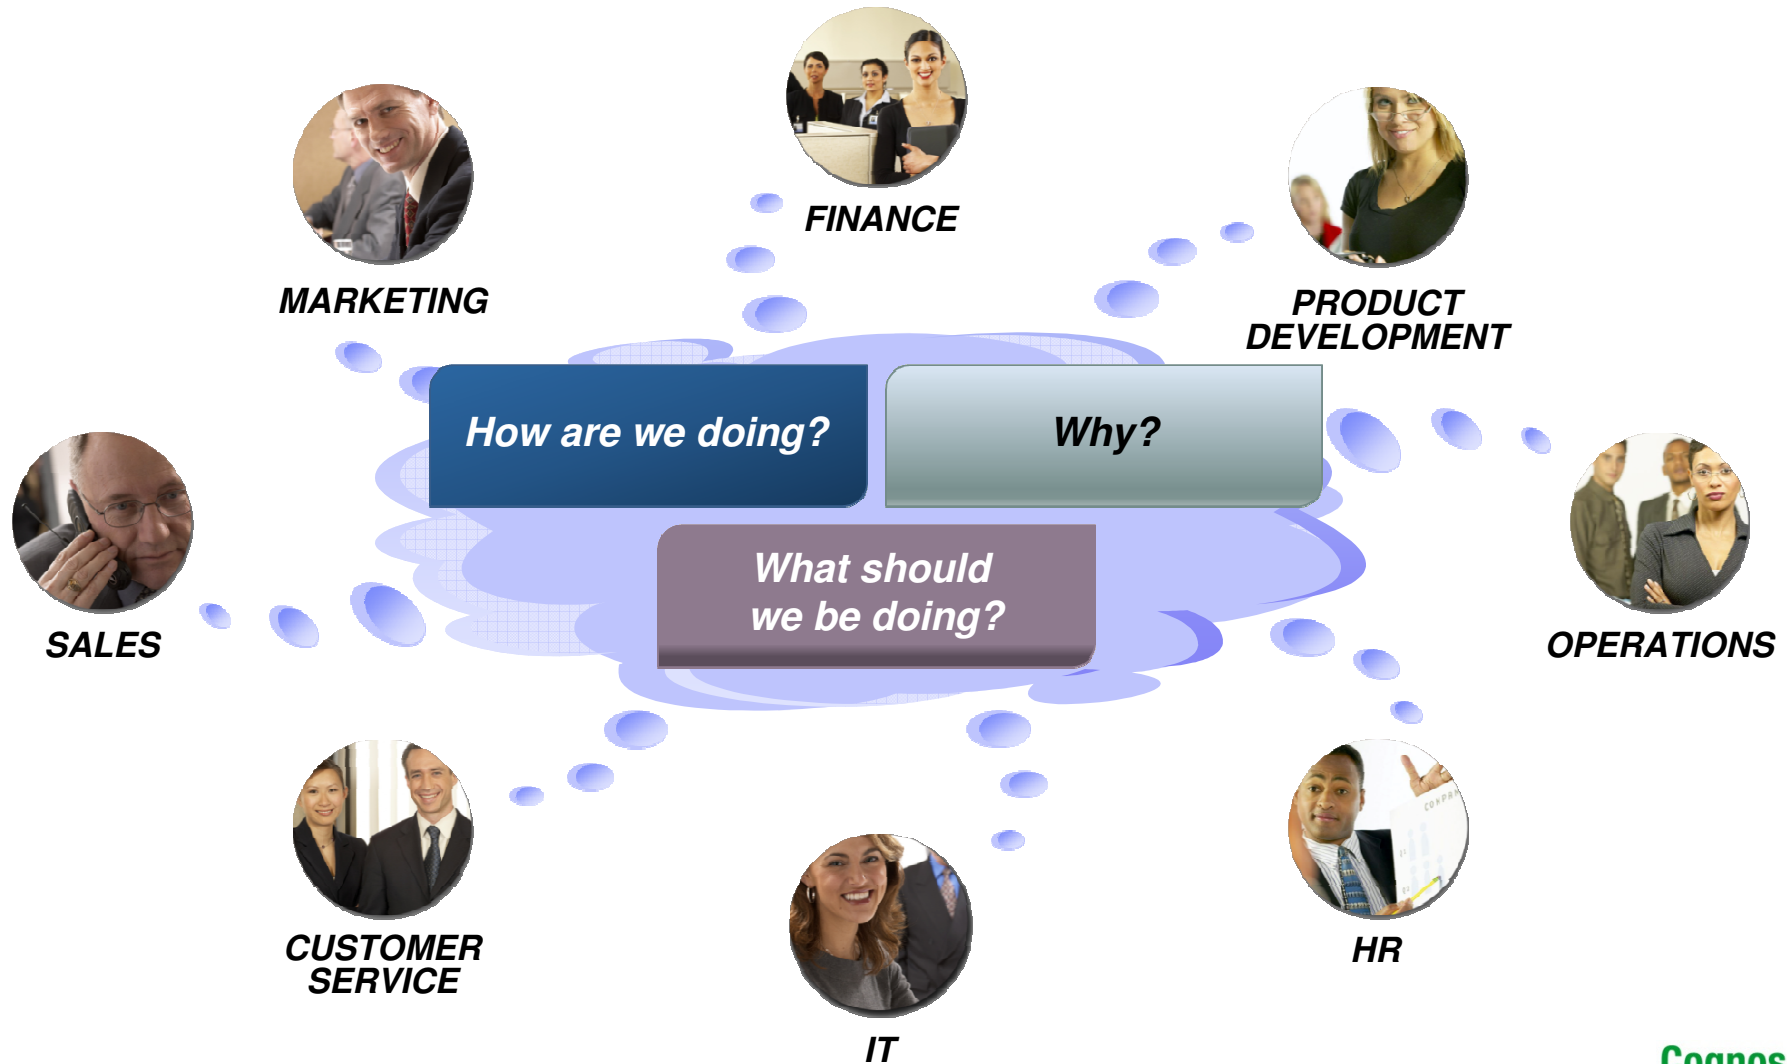 FINANCE
MARKETING
PRODUCT
DEVELOPMENT
How are we doing?
Why?
What should
we be doing?
SALES
OPERATIONS
CUSTOMER
SERVICE
HR
IT